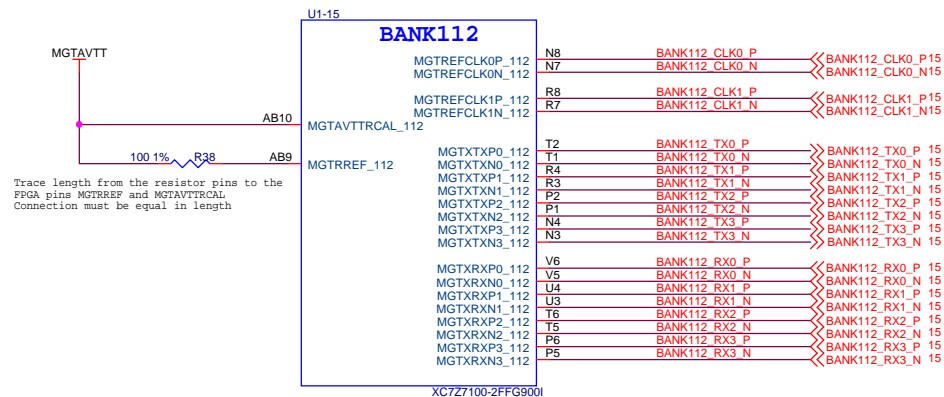 U1-15
BANK112
MGTAVTT
MGTREFCLK0P_112 N8 BANK112_CLK0_P BANK112_CLK0_P 15
MGTREFCLK0N_112 N7 BANK112_CLK0_N BANK112_CLK0_N 15
MGTREFCLK1P_112 R8 BANK112_CLK1_P BANK112_CLK1_P 15
MGTREFCLK1N_112 R7 BANK112_CLK1_N BANK112_CLK1_N 15
AB10 MGTAVTTRCAL_112
100 1% R38 AB9 MGTRREF_112
Trace length from the resistor pins to the
FPGA pins MGTRREF and MGTAVTTRCAL
Connection must be equal in length
MGTXTXP0_112 T2 BANK112_TX0_P BANK112_TX0_P 15
MGTXTXN0_112 T1 BANK112_TX0_N BANK112_TX0_N 15
MGTXTXP1_112 R4 BANK112_TX1_P BANK112_TX1_P 15
MGTXTXN1_112 R3 BANK112_TX1_N BANK112_TX1_N 15
MGTXTXP2_112 P2 BANK112_TX2_P BANK112_TX2_P 15
MGTXTXN2_112 P1 BANK112_TX2_N BANK112_TX2_N 15
MGTXTXP3_112 N4 BANK112_TX3_P BANK112_TX3_P 15
MGTXTXN3_112 N3 BANK112_TX3_N BANK112_TX3_N 15
MGTXRXP0_112 V6 BANK112_RX0_P BANK112_RX0_P 15
MGTXRXN0_112 V5 BANK112_RX0_N BANK112_RX0_N 15
MGTXRXP1_112 U4 BANK112_RX1_P BANK112_RX1_P 15
MGTXRXN1_112 U3 BANK112_RX1_N BANK112_RX1_N 15
MGTXRXP2_112 T6 BANK112_RX2_P BANK112_RX2_P 15
MGTXRXN2_112 T5 BANK112_RX2_N BANK112_RX2_N 15
MGTXRXP3_112 P6 BANK112_RX3_P BANK112_RX3_P 15
MGTXRXN3_112 P5 BANK112_RX3_N BANK112_RX3_N 15
XC7Z7100-2FFG900I